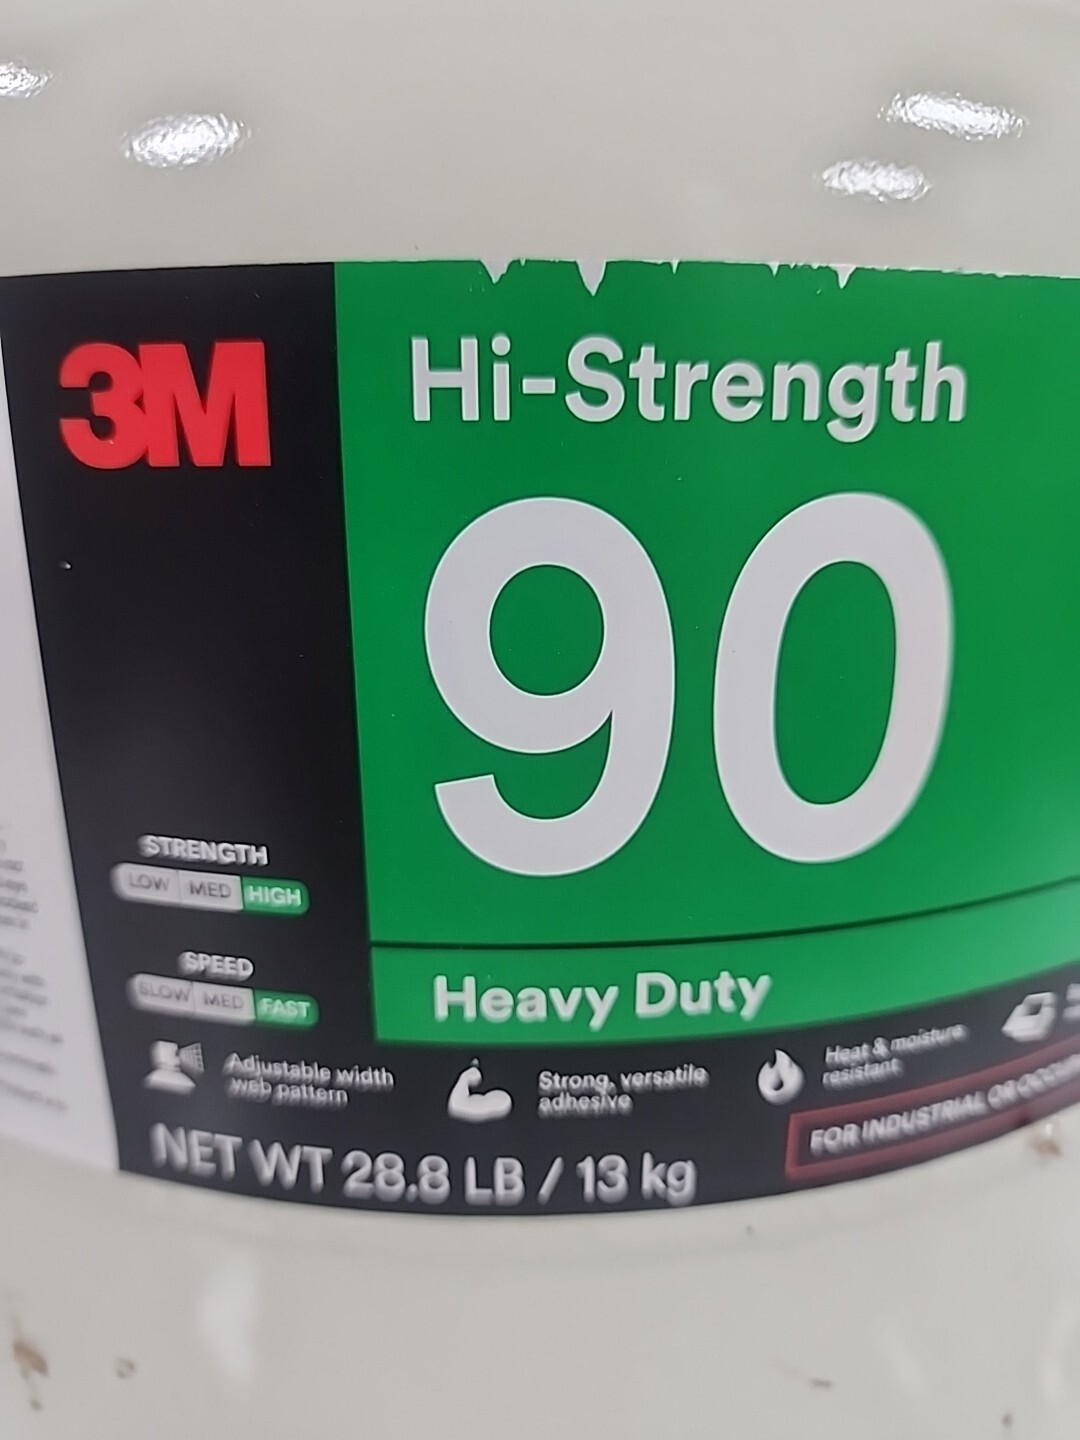 3M
Hi-Strength
90
Heavy Duty
STRENGTH
LOW MED HIGH
SPEED
SLOW MED FAST
Adjustable width
web pattern
Strong, versatile
adhesive
Heat & moisture
resistant
NET WT 28.8 LB / 13 kg
FOR INDUSTRIAL OR